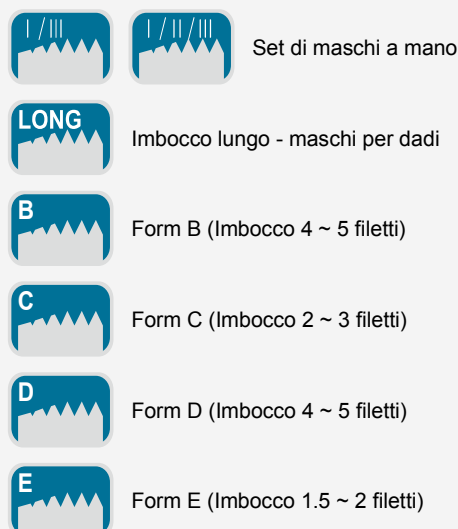 I / III I / II / III Set di maschi a mano
LONG Imbocco lungo - maschi per dadi
B Form B (Imbocco 4 ~ 5 filetti)
C Form C (Imbocco 2 ~ 3 filetti)
D Form D (Imbocco 4 ~ 5 filetti)
E Form E (Imbocco 1.5 ~ 2 filetti)